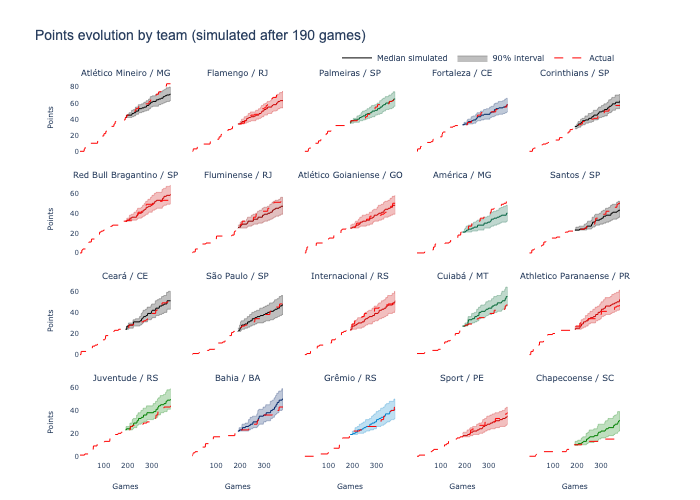 Points evolution by team (simulated after 190 games)
Median simulated 90% interval Actual
Atlético Mineiro / MG Flamengo / RJ Palmeiras / SP Fortaleza / CE Corinthians / SP
80
60
Points
40
20
0
Red Bull Bragantino / SP Fluminense / RJ Atlético Goianiense / GO América / MG Santos / SP
60
Points
40
20
0
Ceará / CE São Paulo / SP Internacional / RS Cuiabá / MT Athletico Paranaense / PR
60
Points
40
20
0
Juventude / RS Bahia / BA Grêmio / RS Sport / PE Chapecoense / SC
60
Points
40
20
0
100 200 300 100 200 300 100 200 300 100 200 300 100 200 300
Games Games Games Games Games